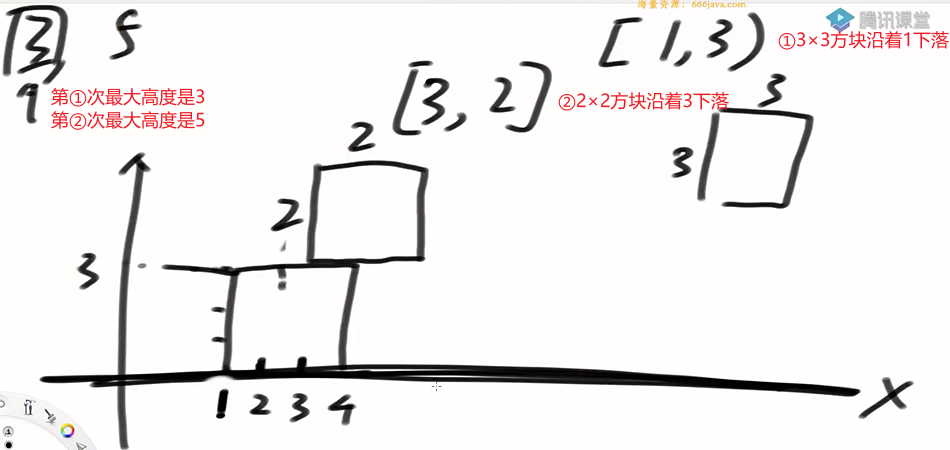 海量资源：666java.com
腾讯课堂
3, 5
[1,3)
①3×3方块沿着1下落
第①次最大高度是3
第②次最大高度是5
[3,2]
②2×2方块沿着3下落
3
3
2
2
3
1 2 3 4
X